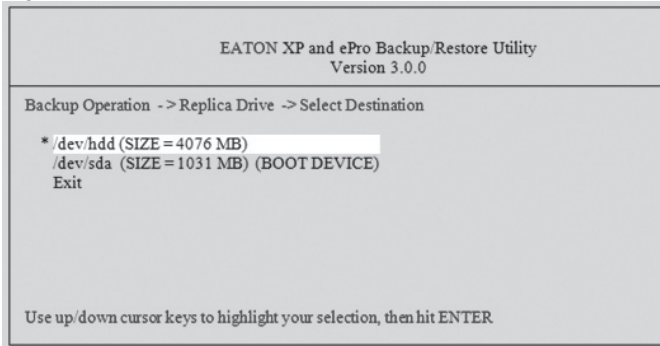 EATON XP and ePro Backup/Restore Utility
Version 3.0.0
Backup Operation -> Replica Drive -> Select Destination
* /dev/hdd (SIZE = 4076 MB)
/dev/sda (SIZE = 1031 MB) (BOOT DEVICE)
Exit
Use up/down cursor keys to highlight your selection, then hit ENTER